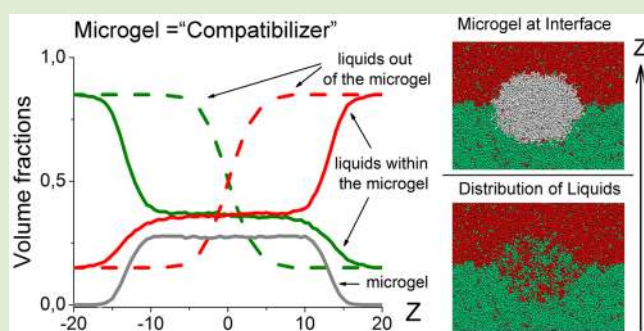 Microgel ="Compatibilizer"
1,0
0,5
0,0
Volume fractions
liquids out
of the microgel
liquids within
the microgel
microgel
-20
-10
0
10
20
Z
Microgel at Interface
Z
Distribution of Liquids